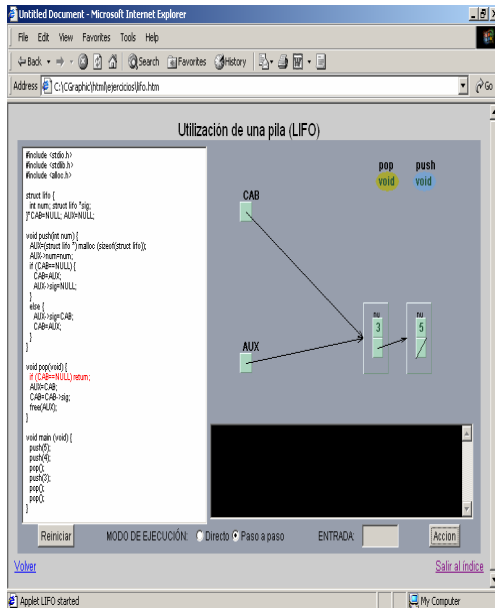 Untitled Document - Microsoft Internet Explorer
File Edit View Favorites Tools Help
Back Search Favorites History
Address C:\CGraphic\html\ejercicios\lifo.htm Go
Utilización de una pila (LIFO)
#include <stdio.h>
#include <stdlib.h>
#include <alloc.h>
struct lifo {
int num; struct lifo *sig;
}*CAB=NULL; AUX=NULL;
void push(int num) {
AUX=(struct lifo *) malloc (sizeof(struct lifo));
AUX->num=num;
if (CAB==NULL) {
CAB=AUX;
AUX->sig=NULL;
}
else {
AUX->sig=CAB;
CAB=AUX;
}
}
void pop(void) {
if (CAB==NULL) return;
AUX=CAB;
CAB=CAB->sig;
free(AUX);
}
void main (void) {
push(5);
push(4);
pop();
push(3);
pop();
pop();
}
pop push
void void
CAB
nu nu
3 5
AUX
Reiniciar MODO DE EJECUCIÓN: Directo Paso a paso ENTRADA: Accion
Volver Salir al índice
Applet LIFO started My Computer